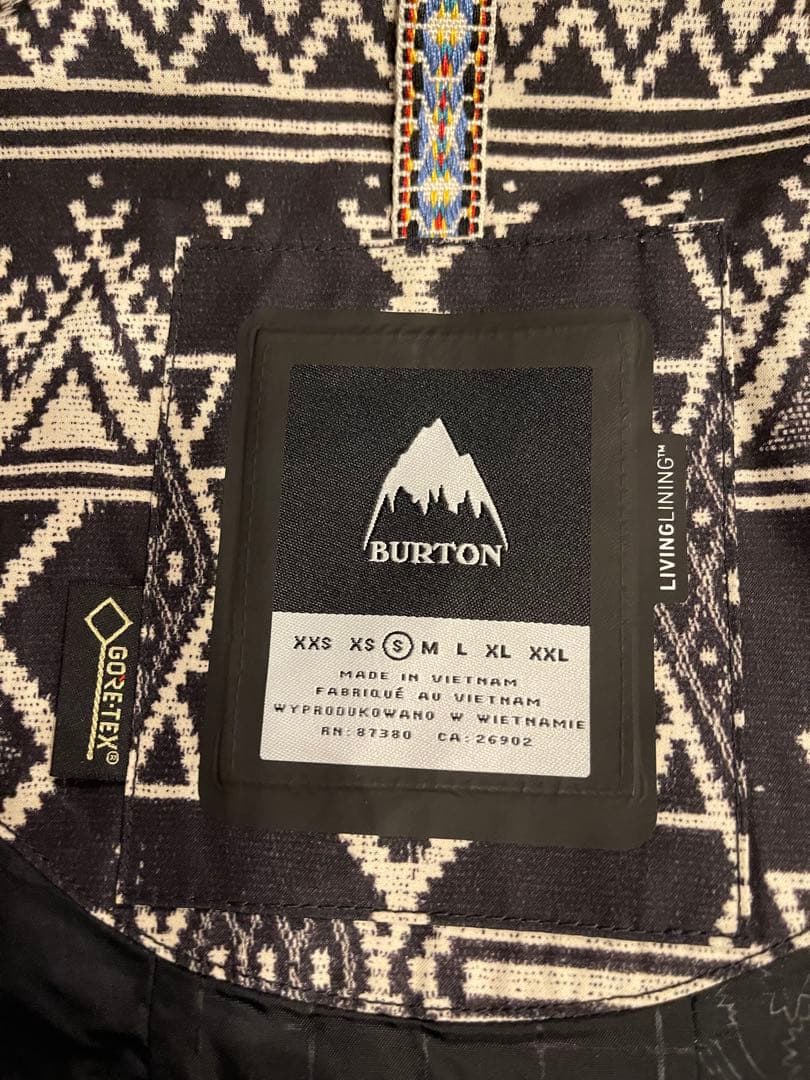 BURTON
LIVINGLINING™
XXS XS S M L XL XXL
MADE IN VIETNAM
FABRIQUÉ AU VIETNAM
WYPRODUKOWANO W WIETNAMIE
RN: 87380 CA: 26902
GORE-TEX®